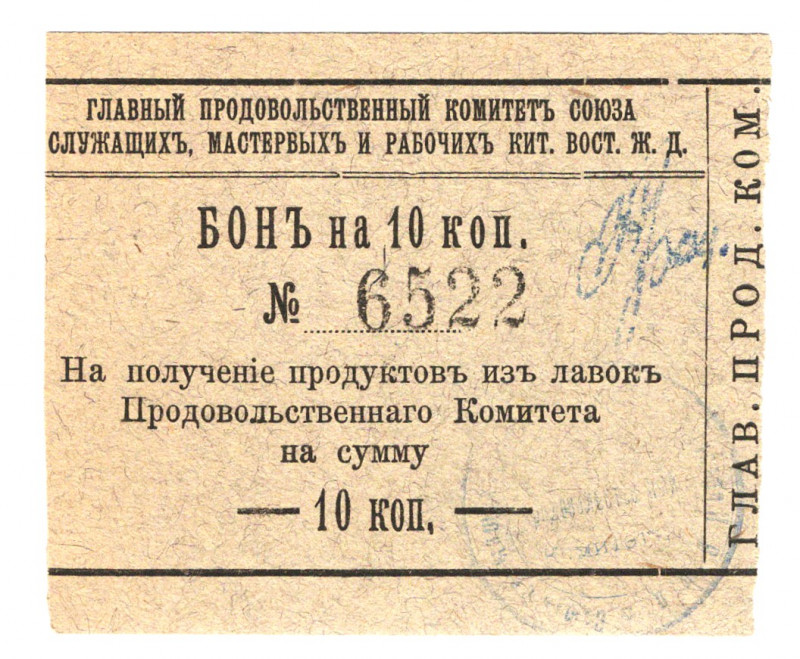 ГЛАВНЫЙ ПРОДОВОЛЬСТВЕННЫЙ КОМИТЕТЪ СОЮЗА
СЛУЖАЩИХЪ, МАСТЕРВЫХЪ И РАБОЧИХЪ КИТ. ВОСТ. Ж. Д.
БОНЪ на 10 коп.
№ 6522
На полученіе продуктовъ изъ лавокъ
Продовольственнаго Комитета
на сумму
— 10 коп. —
ГЛАВ. ПРОД. КОМ.